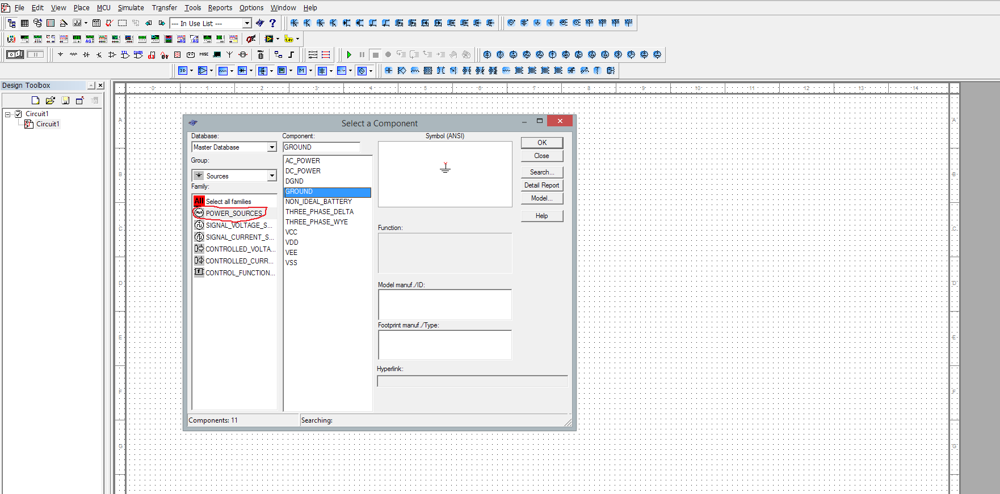 File Edit View Place MCU Simulate Transfer Tools Reports Options Window Help
--- In Use List ---
Design Toolbox
Circuit1
Circuit1
0 1 2 3 4 5 6 7 8 9 10 11 12 13 14
A A
B B
C C
D D
E E
F F
G G
Select a Component
Database:
Master Database
Group:
Sources
Family:
All Select all families
POWER_SOURCES
SIGNAL_VOLTAGE_S...
SIGNAL_CURRENT_S...
CONTROLLED_VOLTA...
CONTROLLED_CURR...
CONTROL_FUNCTION...
Component:
GROUND
AC_POWER
DC_POWER
DGND
GROUND
NON_IDEAL_BATTERY
THREE_PHASE_DELTA
THREE_PHASE_WYE
VCC
VDD
VEE
VSS
Symbol (ANSI)
Function:
Model manuf./ID:
Footprint manuf./Type:
Hyperlink:
OK
Close
Search...
Detail Report
Model...
Help
Components: 11
Searching: